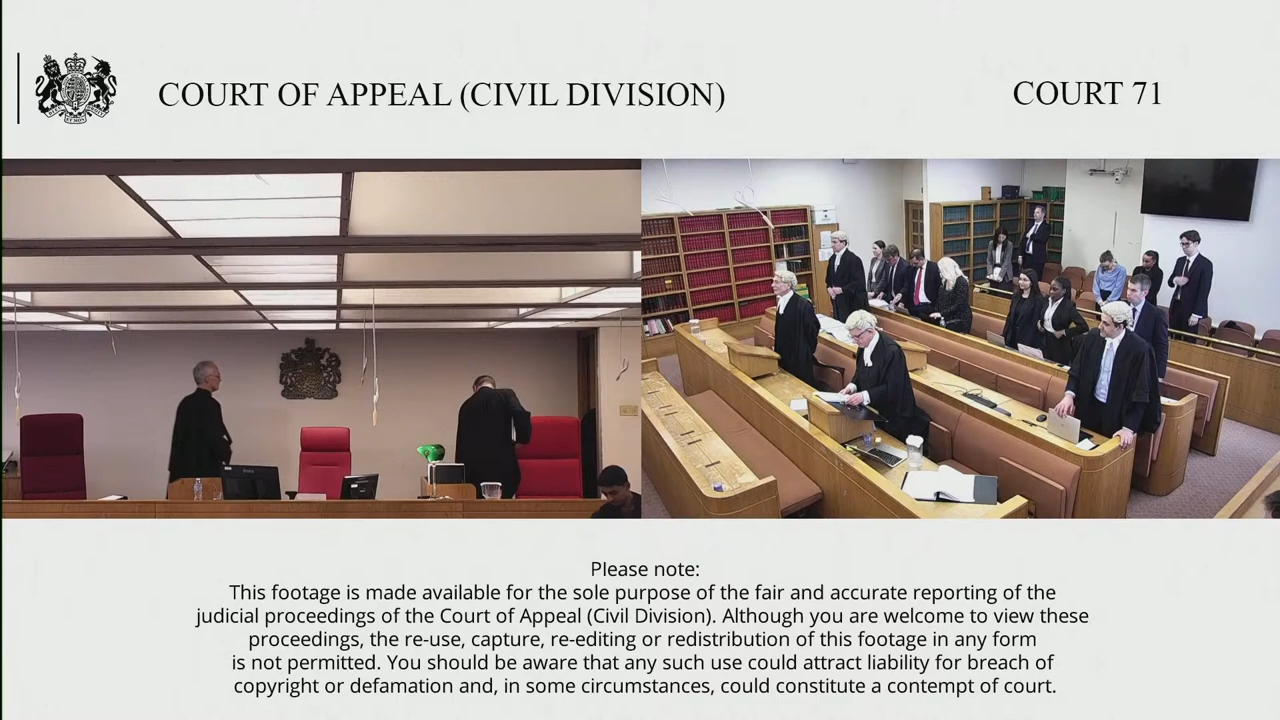 COURT OF APPEAL (CIVIL DIVISION)
COURT 71
Please note:
This footage is made available for the sole purpose of the fair and accurate reporting of the
judicial proceedings of the Court of Appeal (Civil Division). Although you are welcome to view these
proceedings, the re-use, capture, re-editing or redistribution of this footage in any form
is not permitted. You should be aware that any such use could attract liability for breach of
copyright or defamation and, in some circumstances, could constitute a contempt of court.